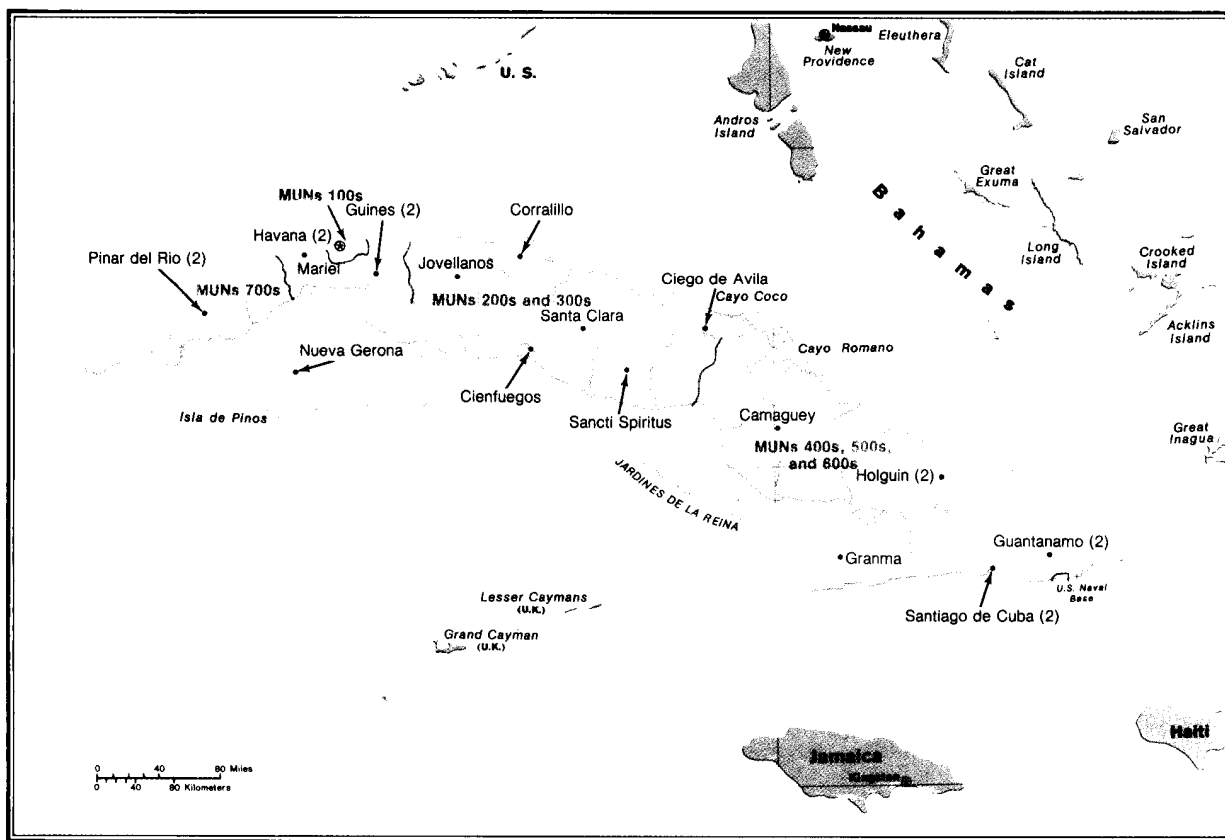 Nassau
New
Providence
Eleuthera
Cat
Island
U. S.
Andros
Island
San
Salvador
Great
Exuma
MUNs 100s
Guines (2)
Corralillo
Bahamas
Havana (2)
Mariel
Pinar del Rio (2)
Jovellanos
Long
Island
Crooked
Island
MUNs 700s
MUNs 200s and 300s
Ciego de Avila
Cayo Coco
Santa Clara
Acklins
Island
Nueva Gerona
Cayo Romano
Cienfuegos
Isla de Pinos
Sancti Spiritus
Camaguey
Great
Inagua
MUNs 400s, 500s,
and 600s
Holguin (2)
JARDINES DE LA REINA
Guantanamo (2)
Granma
U.S. Naval
Base
Lesser Caymans
(U.K.)
Santiago de Cuba (2)
Grand Cayman
(U.K.)
Haiti
Jamaica
Kingston
0 40 80 Miles
0 40 80 Kilometers